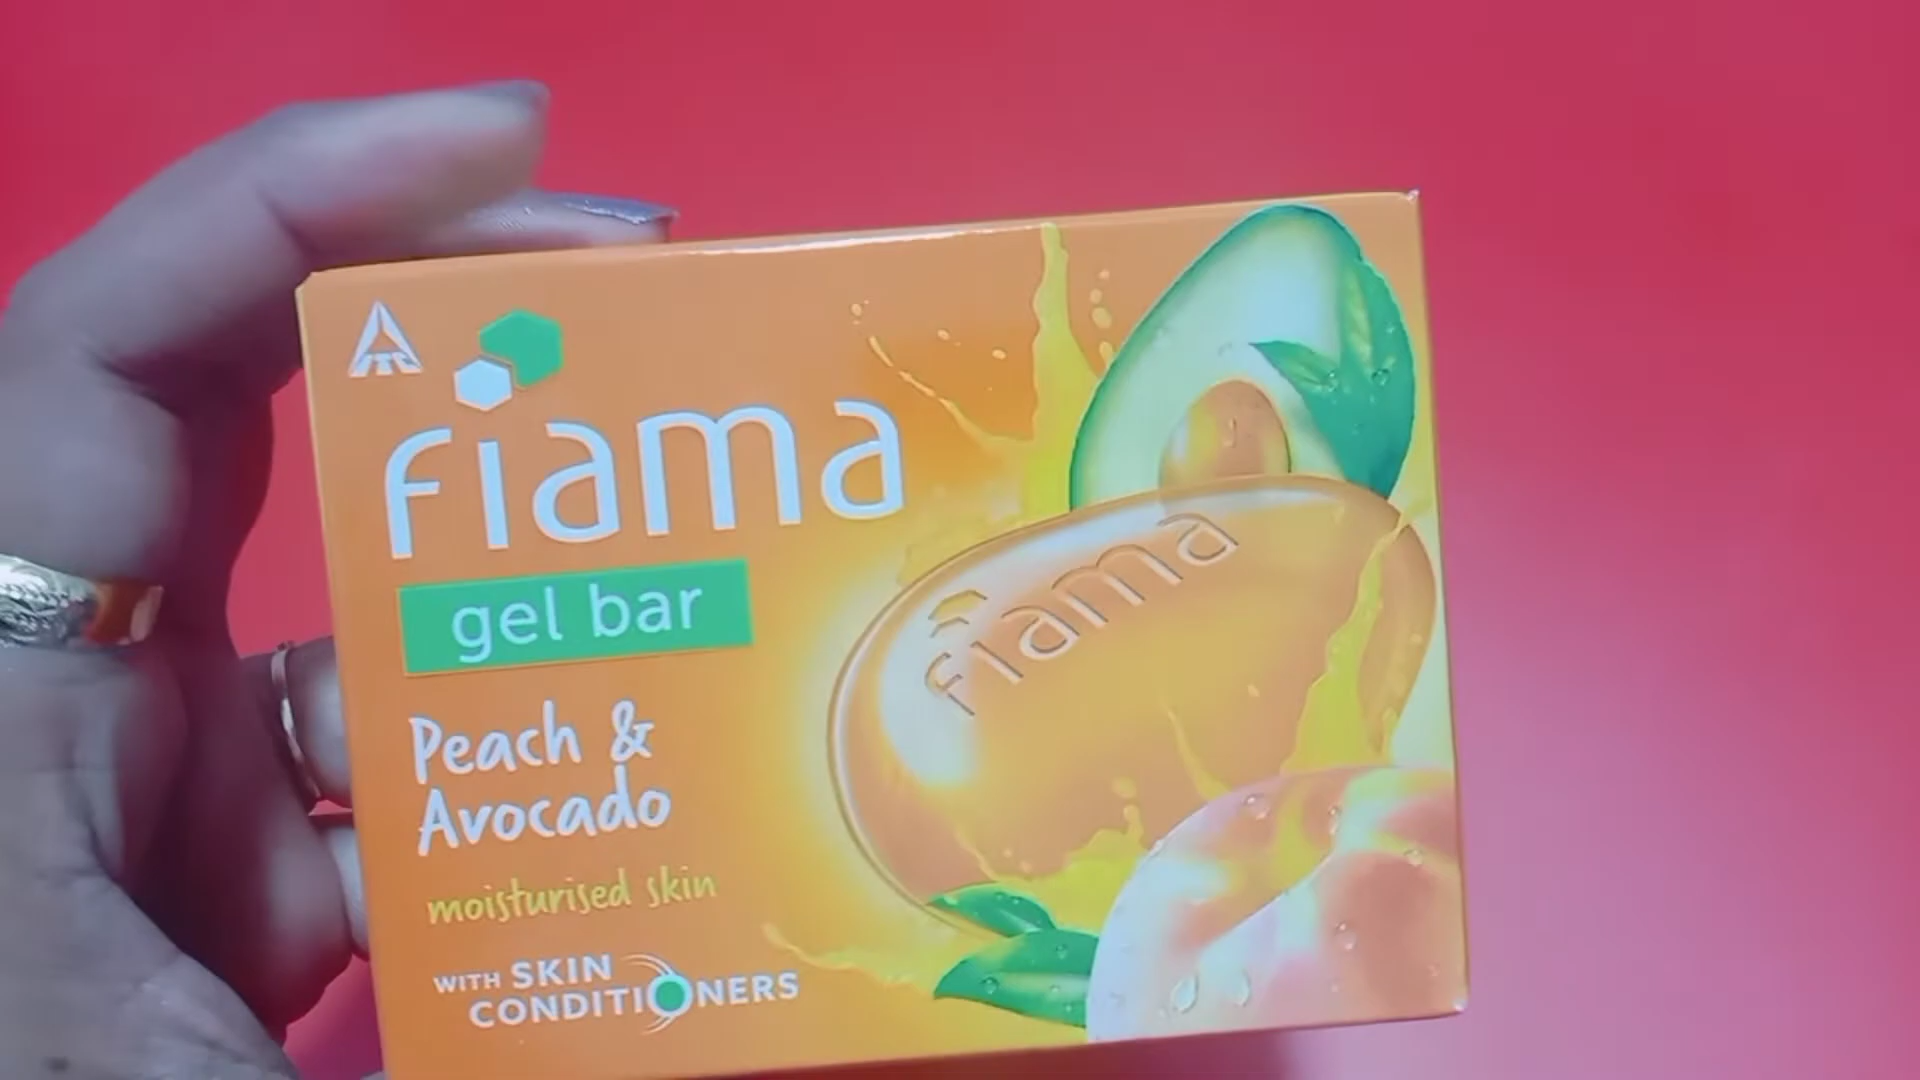 ITC
fiama
gel bar
Peach &
Avocado
moisturised skin
WITH SKIN
CONDITIONERS
fiama